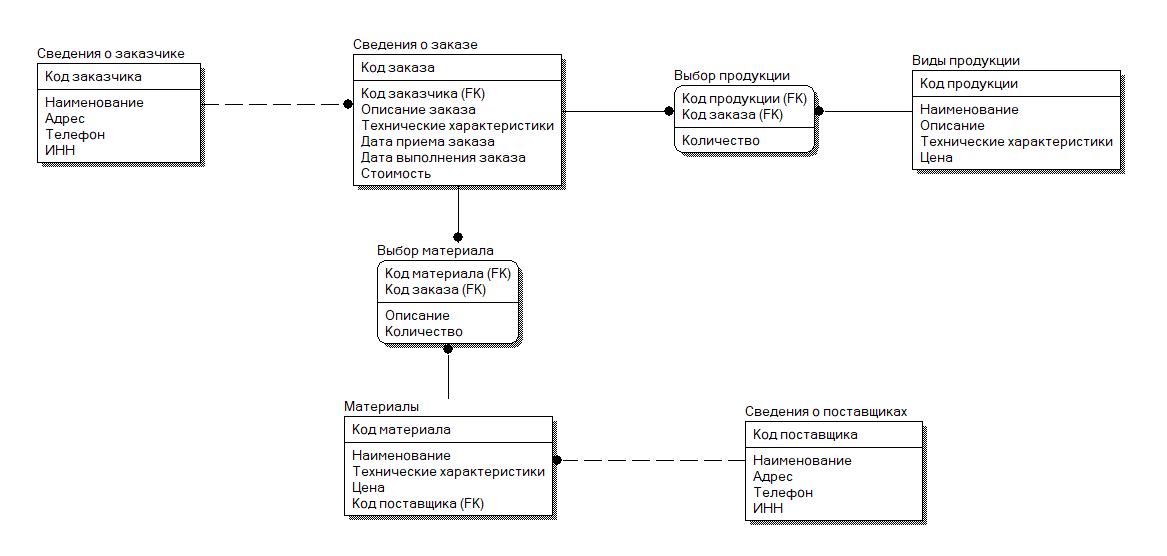 Сведения о заказчике
Код заказчика
Наименование
Адрес
Телефон
ИНН
Сведения о заказе
Код заказа
Код заказчика (FK)
Описание заказа
Технические характеристики
Дата приема заказа
Дата выполнения заказа
Стоимость
Выбор продукции
Код продукции (FK)
Код заказа (FK)
Количество
Виды продукции
Код продукции
Наименование
Описание
Технические характеристики
Цена
Выбор материала
Код материала (FK)
Код заказа (FK)
Описание
Количество
Материалы
Код материала
Наименование
Технические характеристики
Цена
Код поставщика (FK)
Сведения о поставщиках
Код поставщика
Наименование
Адрес
Телефон
ИНН